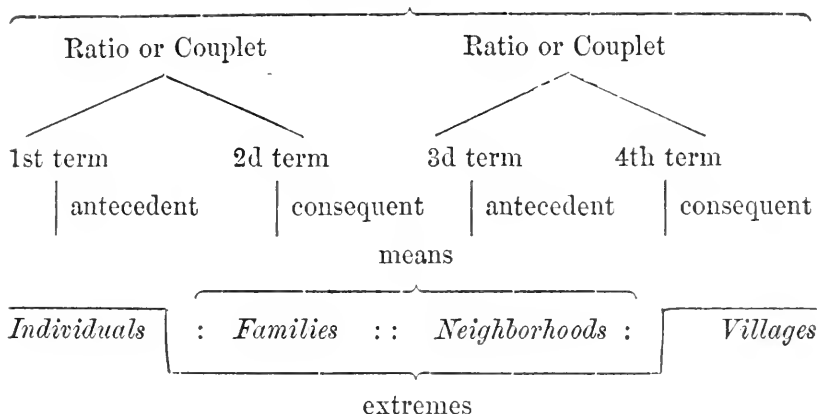 Ratio or Couplet Ratio or Couplet
1st term 2d term 3d term 4th term
antecedent consequent antecedent consequent
means
Individuals : Families :: Neighborhoods : Villages
extremes